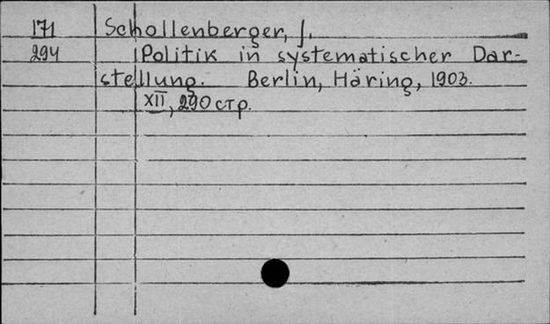 171 Schollenberger, J.
294 Politik in systematischer Dar-
stellung. Berlin, Häring, 1903.
XII, 290 стр.